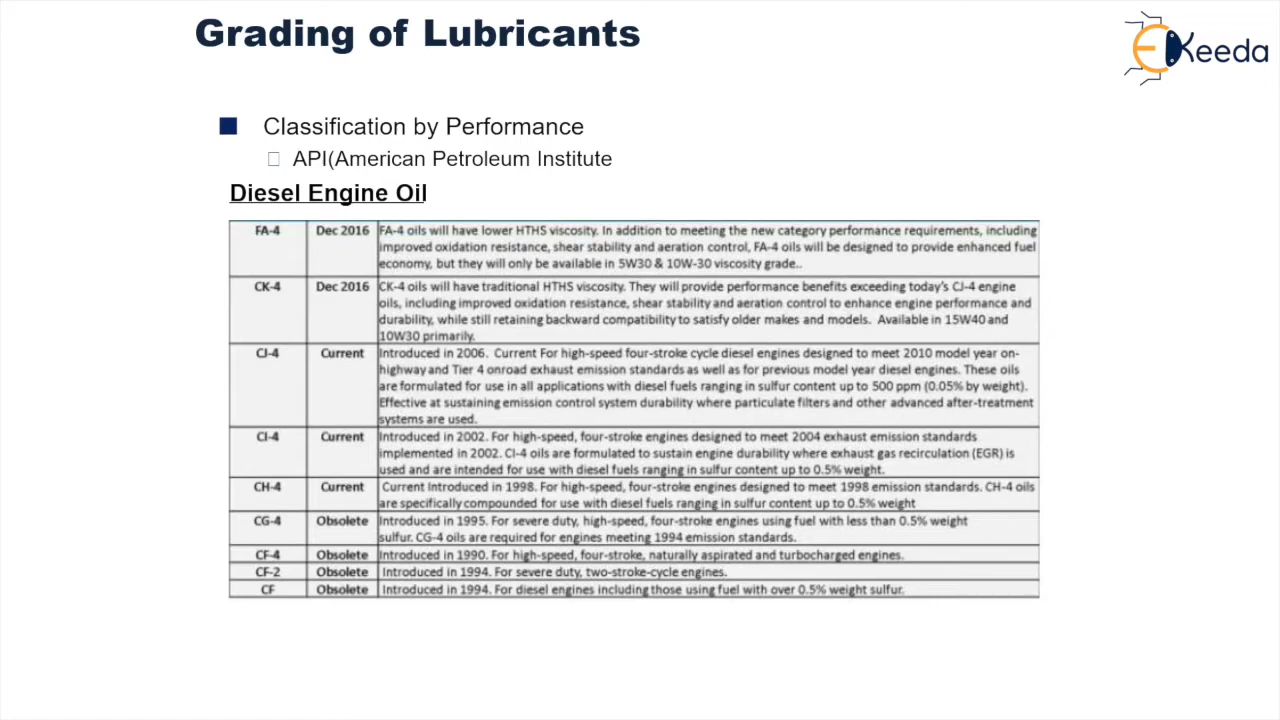 Grading of Lubricants
EKeeda
Classification by Performance
API(American Petroleum Institute
Diesel Engine Oil
FA-4 Dec 2016 FA-4 oils will have lower HTHS viscosity. In addition to meeting the new category performance requirements, including
improved oxidation resistance, shear stability and aeration control, FA-4 oils will be designed to provide enhanced fuel
economy, but they will only be available in 5W30 & 10W-30 viscosity grade..
CK-4 Dec 2016 CK-4 oils will have traditional HTHS viscosity. They will provide performance benefits exceeding today's CJ-4 engine
oils, including improved oxidation resistance, shear stability and aeration control to enhance engine performance and
durability, while still retaining backward compatibility to satisfy older makes and models. Available in 15W40 and
10W30 primarily.
CJ-4 Current Introduced in 2006. Current For high-speed four-stroke cycle diesel engines designed to meet 2010 model year on-
highway and Tier 4 onroad exhaust emission standards as well as for previous model year diesel engines. These oils
are formulated for use in all applications with diesel fuels ranging in sulfur content up to 500 ppm (0.05% by weight).
Effective at sustaining emission control system durability where particulate filters and other advanced after-treatment
systems are used.
CI-4 Current Introduced in 2002. For high-speed, four-stroke engines designed to meet 2004 exhaust emission standards
implemented in 2002. CI-4 oils are formulated to sustain engine durability where exhaust gas recirculation (EGR) is
used and are intended for use with diesel fuels ranging in sulfur content up to 0.5% weight.
CH-4 Current Current Introduced in 1998. For high-speed, four-stroke engines designed to meet 1998 emission standards. CH-4 oils
are specifically compounded for use with diesel fuels ranging in sulfur content up to 0.5% weight
CG-4 Obsolete Introduced in 1995. For severe duty, high-speed, four-stroke engines using fuel with less than 0.5% weight
sulfur. CG-4 oils are required for engines meeting 1994 emission standards.
CF-4 Obsolete Introduced in 1990. For high-speed, four-stroke, naturally aspirated and turbocharged engines.
CF-2 Obsolete Introduced in 1994. For severe duty, two-stroke-cycle engines.
CF Obsolete Introduced in 1994. For diesel engines including those using fuel with over 0.5% weight sulfur.